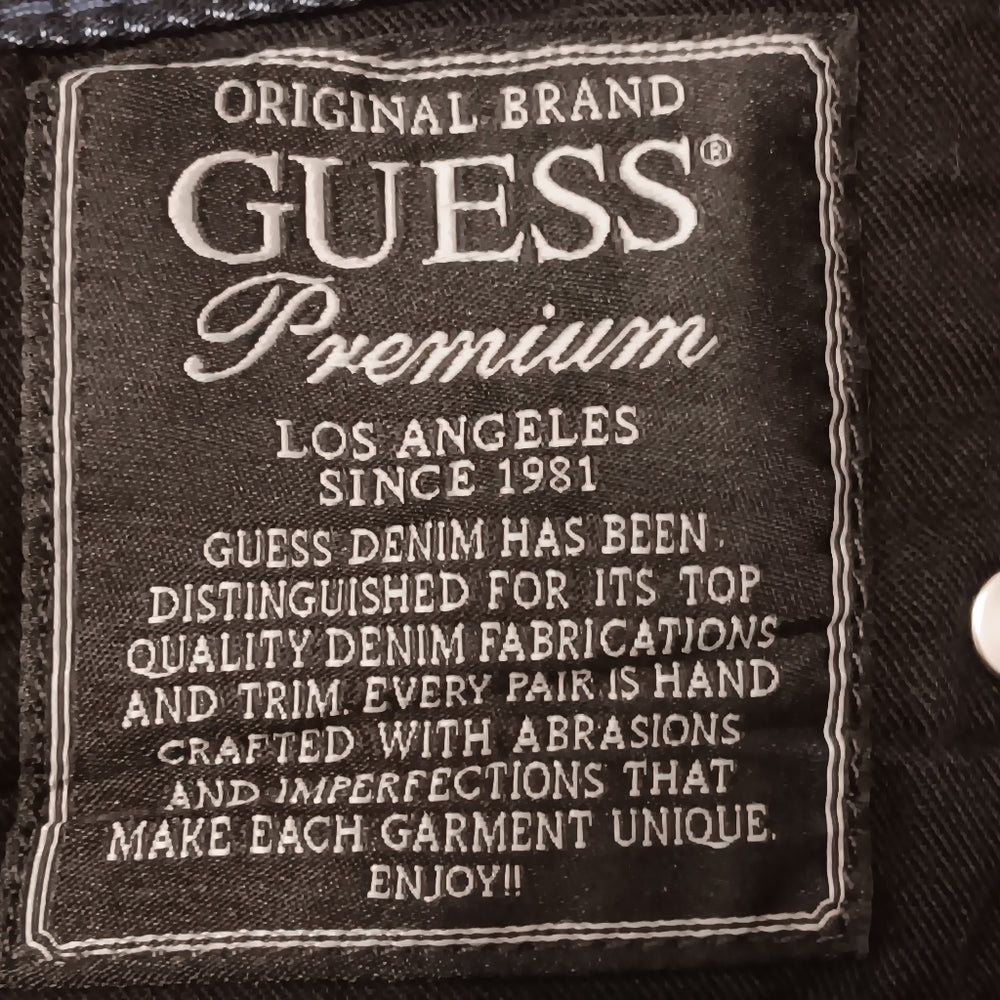 ORIGINAL BRAND
GUESS®
Premium
LOS ANGELES
SINCE 1981
GUESS DENIM HAS BEEN
DISTINGUISHED FOR ITS TOP
QUALITY DENIM FABRICATIONS
AND TRIM. EVERY PAIR IS HAND
CRAFTED WITH ABRASIONS
AND IMPERFECTIONS THAT
MAKE EACH GARMENT UNIQUE.
ENJOY!!